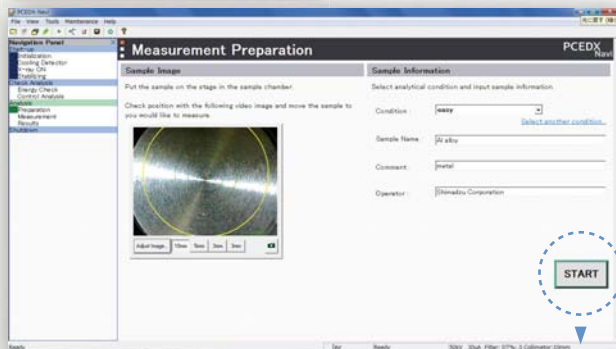 PCEDX Navi
File View Tools Maintenance Help
Navigation Panel
Start-up
Initialization
Cooling Detector
X-ray ON
Stabilizing
Check Analysis
Energy Check
Control Analysis
Analysis
Preparation
Measurement
Results
Shutdown
Measurement Preparation
PCEDX
Navi
Sample Image
Put the sample on the stage in the sample chamber.
Check position with the following video image and move the sample to
you would like to measure.
Adjust Image... 10mm 5mm 3mm 1mm
Sample Information
Select analytical condition and input sample information.
Condition : easy
Select another condition...
Sample Name : Al alloy
Comment : metal
Operator : Shimadzu Corporation
START
Ready
Ready